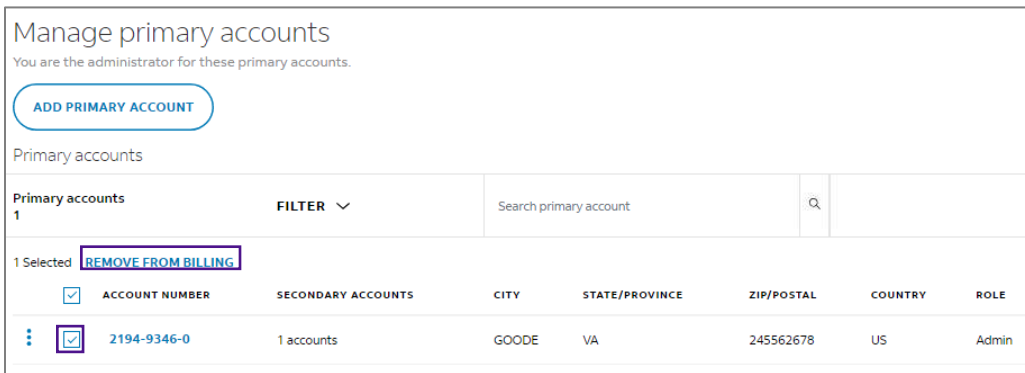 Manage primary accounts
You are the administrator for these primary accounts.
ADD PRIMARY ACCOUNT
Primary accounts
Primary accounts
1
FILTER
Search primary account
1 Selected REMOVE FROM BILLING
ACCOUNT NUMBER SECONDARY ACCOUNTS CITY STATE/PROVINCE ZIP/POSTAL COUNTRY ROLE
2194-9346-0 1 accounts GOODE VA 245562678 US Admin